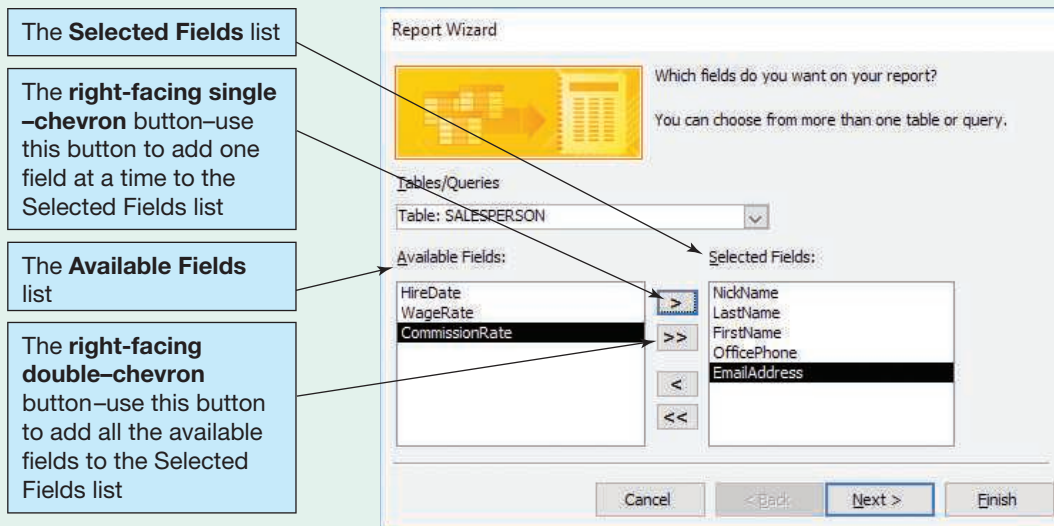 The Selected Fields list
The right-facing single
–chevron button–use
this button to add one
field at a time to the
Selected Fields list
The Available Fields
list
The right-facing
double–chevron
button–use this button
to add all the available
fields to the Selected
Fields list
Report Wizard
Which fields do you want on your report?
You can choose from more than one table or query.
Tables/Queries
Table: SALESPERSON
Available Fields:
HireDate
WageRate
CommissionRate
>
>>
<
<<
Selected Fields:
NickName
LastName
FirstName
OfficePhone
EmailAddress
Cancel
< Back
Next >
Finish